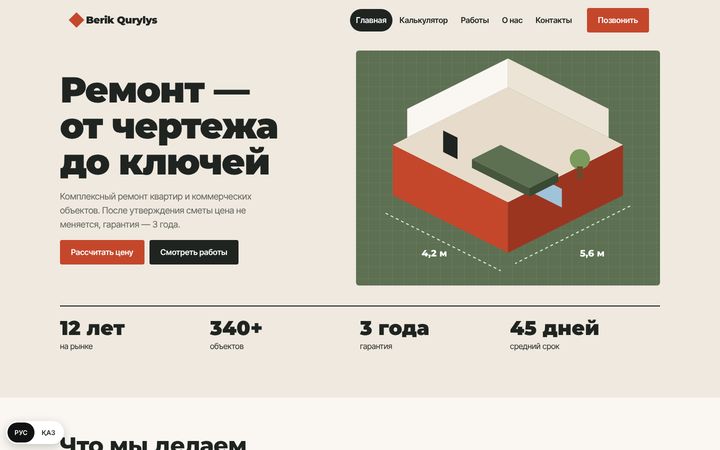 Berik Qurylys
Главная Калькулятор Работы О нас Контакты Позвонить
Ремонт —
от чертежа
до ключей
Комплексный ремонт квартир и коммерческих
объектов. После утверждения сметы цена не
меняется, гарантия — 3 года.
Рассчитать цену Смотреть работы
4,2 м 5,6 м
12 лет 340+ 3 года 45 дней
на рынке объектов гарантия средний срок
РУС ҚАЗ
Что мы делаем